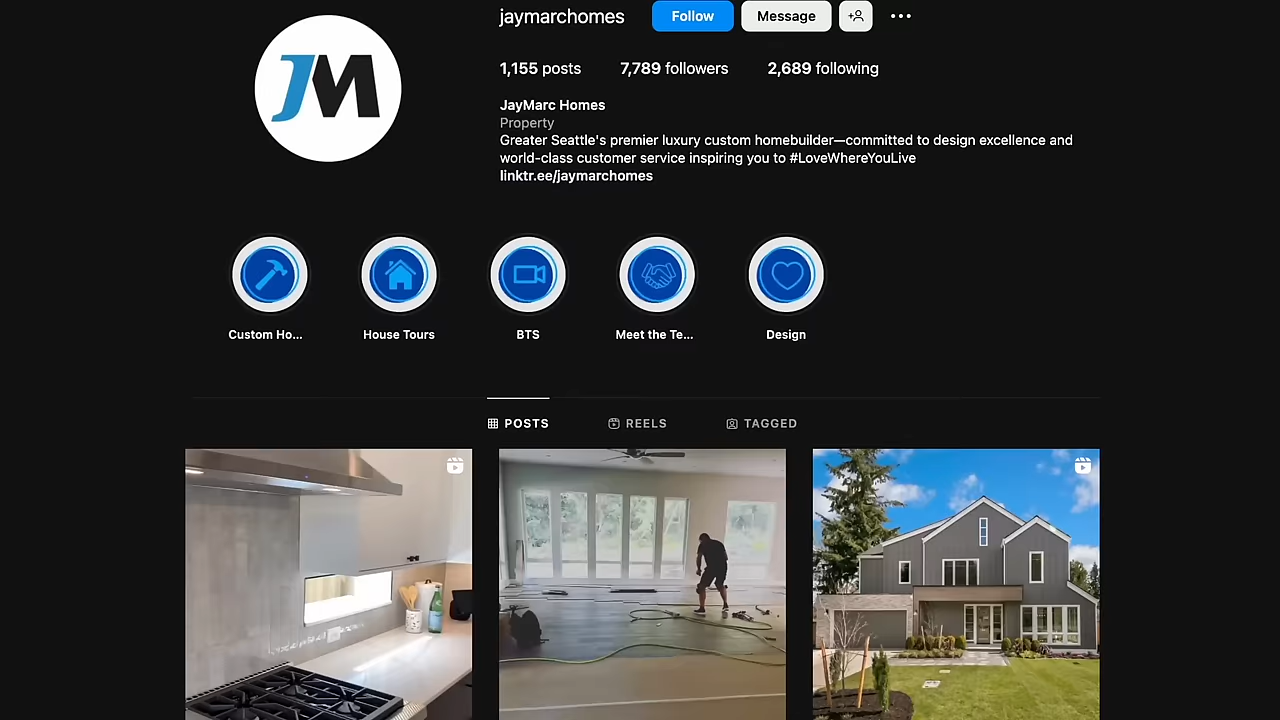 jaymarchomes Follow Message
1,155 posts 7,789 followers 2,689 following
JayMarc Homes
Property
Greater Seattle's premier luxury custom homebuilder—committed to design excellence and
world-class customer service inspiring you to #LoveWhereYouLive
linktr.ee/jaymarchomes
JM
Custom Ho... House Tours BTS Meet the Te... Design
POSTS REELS TAGGED